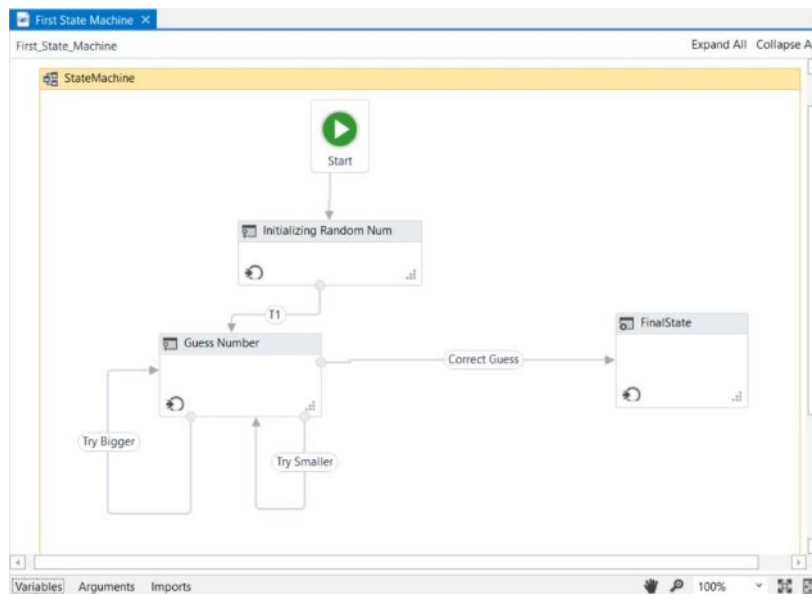 First State Machine
First_State_Machine
Expand All Collapse A
StateMachine
Start
Initializing Random Num
T1
Guess Number
FinalState
Correct Guess
Try Bigger
Try Smaller
Variables Arguments Imports
100%